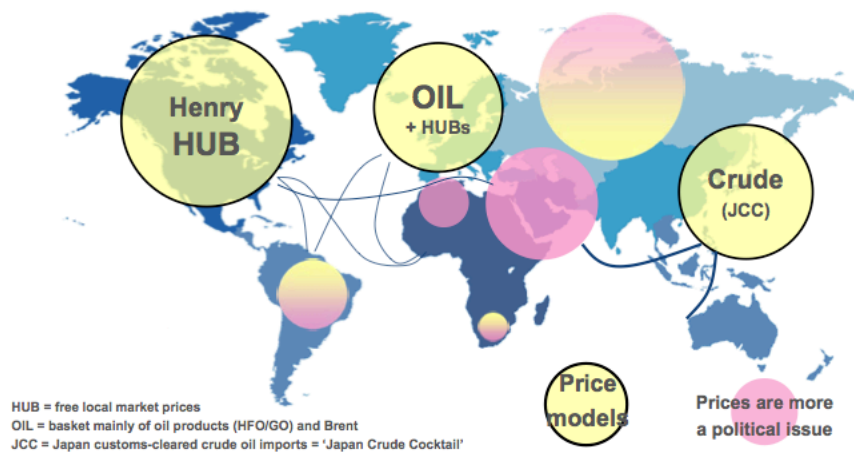 Henry
HUB
OIL
+ HUBs
Crude
(JCC)
Price
models
Prices are more
a political issue
HUB = free local market prices
OIL = basket mainly of oil products (HFO/GO) and Brent
JCC = Japan customs-cleared crude oil imports = ‘Japan Crude Cocktail’